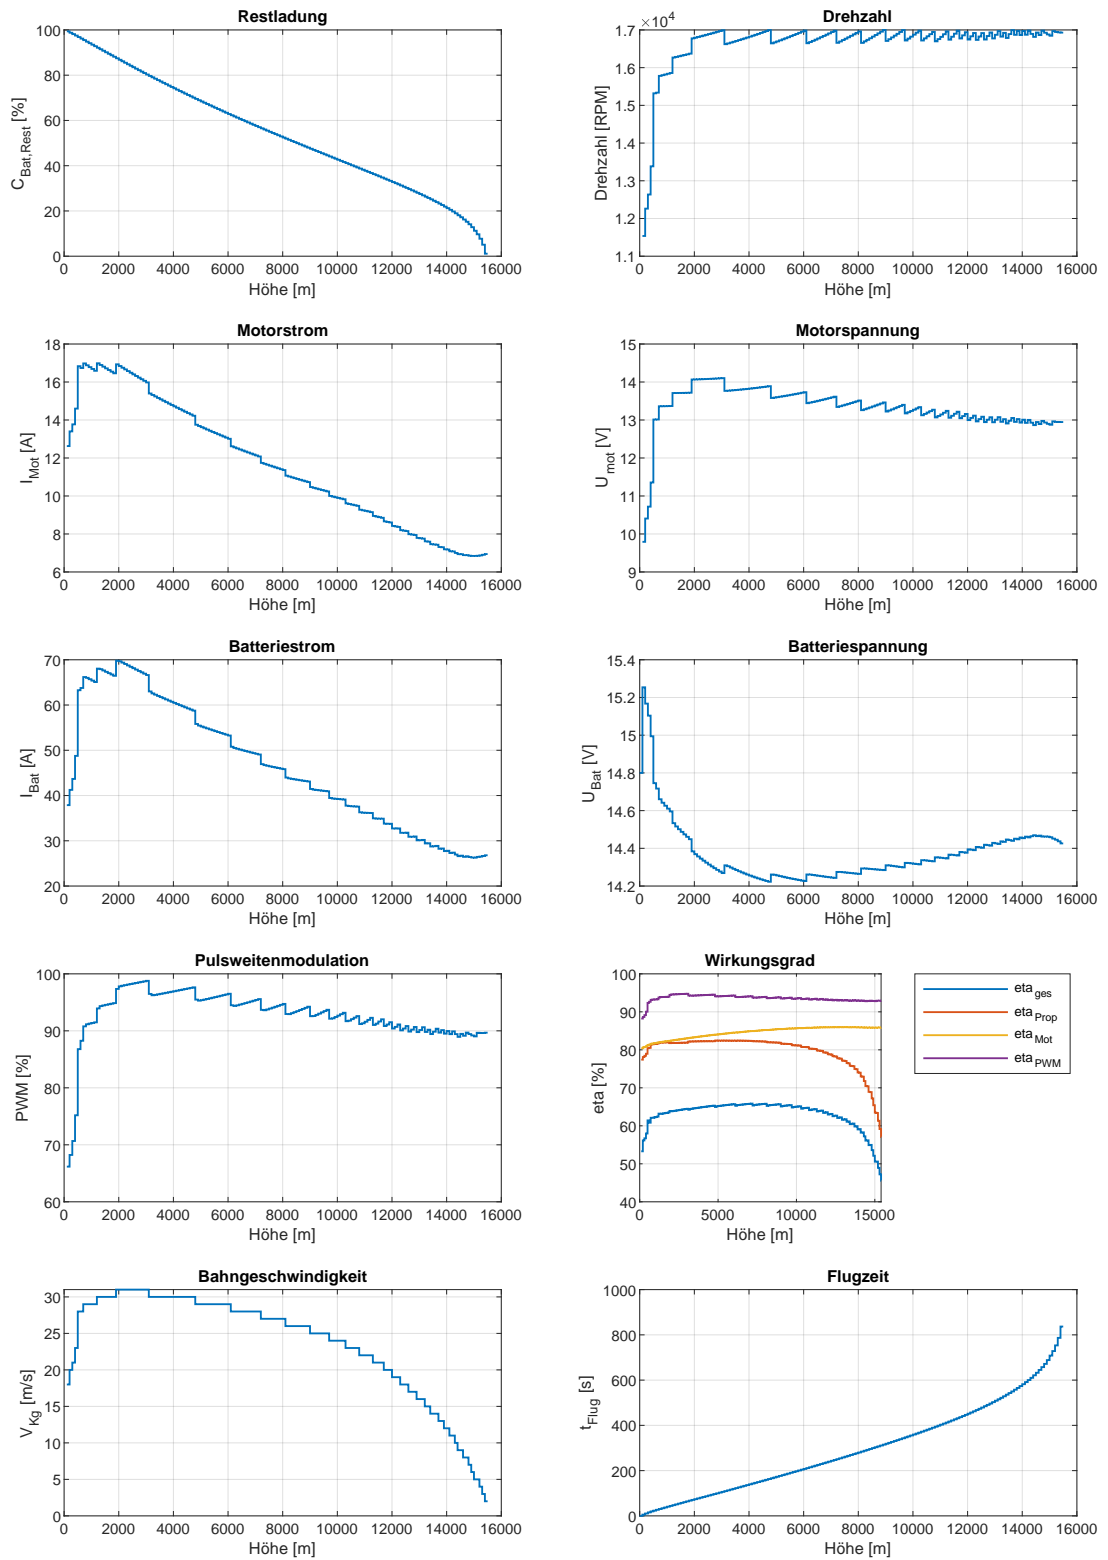 Restladung
C_Bat,Rest [%]
100
80
60
40
20
0
0 2000 4000 6000 8000 10000 12000 14000 16000
Höhe [m]
Drehzahl
×10^4
Drehzahl [RPM]
1.7
1.6
1.5
1.4
1.3
1.2
1.1
0 2000 4000 6000 8000 10000 12000 14000 16000
Höhe [m]
Motorstrom
I_Mot [A]
18
16
14
12
10
8
6
0 2000 4000 6000 8000 10000 12000 14000 16000
Höhe [m]
Motorspannung
U_mot [V]
15
14
13
12
11
10
9
0 2000 4000 6000 8000 10000 12000 14000 16000
Höhe [m]
Batteriestrom
I_Bat [A]
70
60
50
40
30
20
0 2000 4000 6000 8000 10000 12000 14000 16000
Höhe [m]
Batteriespannung
U_Bat [V]
15.4
15.2
15
14.8
14.6
14.4
14.2
0 2000 4000 6000 8000 10000 12000 14000 16000
Höhe [m]
Pulsweitenmodulation
PWM [%]
100
90
80
70
60
0 2000 4000 6000 8000 10000 12000 14000 16000
Höhe [m]
Wirkungsgrad
eta [%]
100
90
80
70
60
50
40
0 5000 10000 15000
Höhe [m]
eta_ges
eta_Prop
eta_Mot
eta_PWM
Bahngeschwindigkeit
V_Kg [m/s]
30
25
20
15
10
5
0
0 2000 4000 6000 8000 10000 12000 14000 16000
Höhe [m]
Flugzeit
t_Flug [s]
1000
800
600
400
200
0
0 2000 4000 6000 8000 10000 12000 14000 16000
Höhe [m]